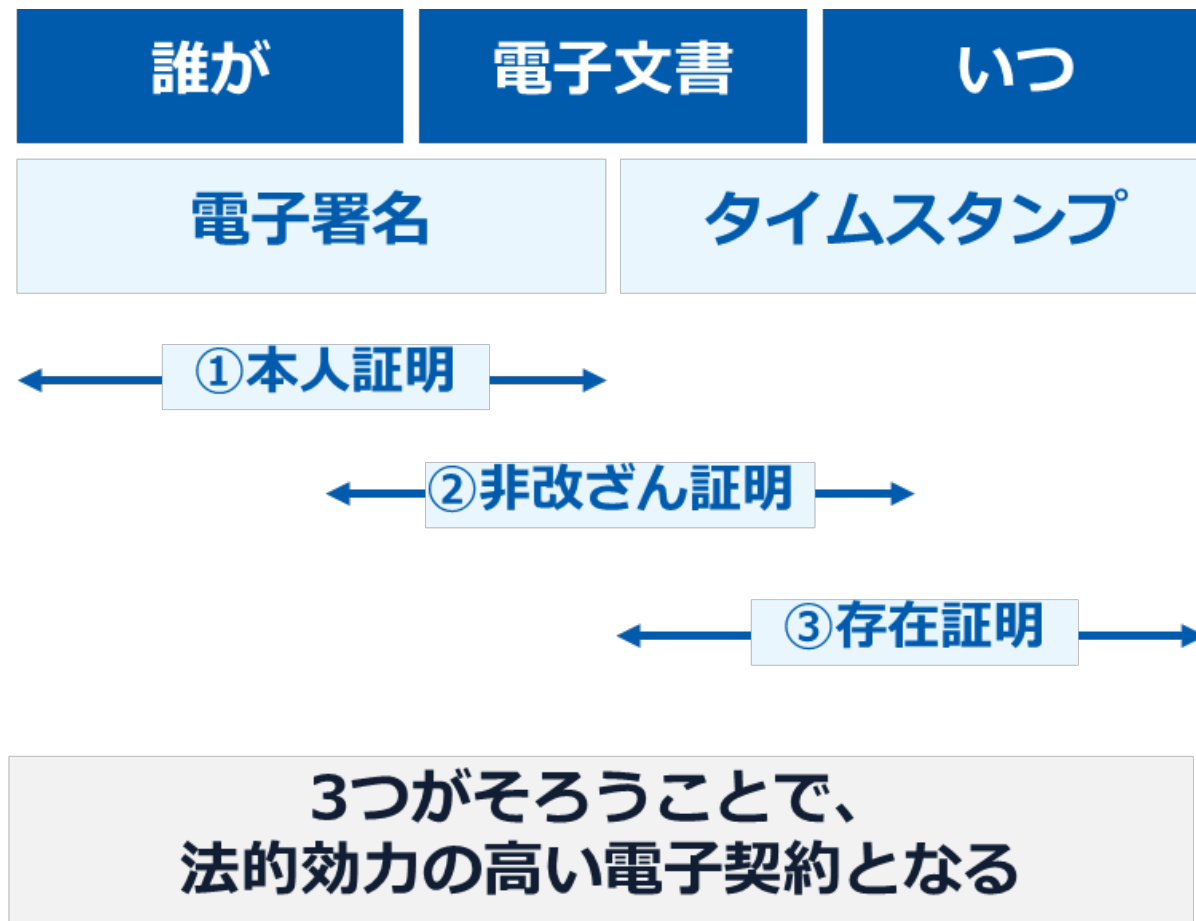 誰が
電子文書
いつ
電子署名
タイムスタンプ
①本人証明
②非改ざん証明
③存在証明
3つがそろうことで、
法的効力の高い電子契約となる